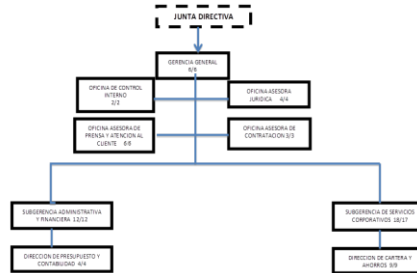 JUNTA DIRECTIVA
GERENCIA GENERAL
6/6
OFICINA DE CONTROL
INTERNO
2/2
OFICINA ASESORA
JURIDICA 4/4
OFICINA ASESORA DE
PRENSA Y ATENCION AL
CLIENTE 6 6
OFICINA ASESORA DE
CONTRATACION 3/3
SUBGERENCIA ADMINISTRATIVA
Y FINANCIERA 12/12
SUBGERENCIA DE SERVICIOS
CORPORATIVOS 18/17
DIRECCION DE PRESUPUESTO Y
CONTABILIDAD 4/4
DIRECCION DE CARTERA Y
AHORROS